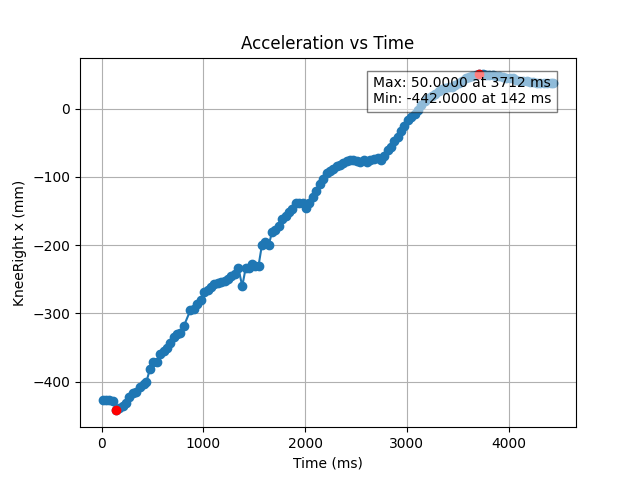 Acceleration vs Time
Max: 50.0000 at 3712 ms
Min: -442.0000 at 142 ms
0
−100
−200
−300
−400
KneeRight x (mm)
0 1000 2000 3000 4000
Time (ms)